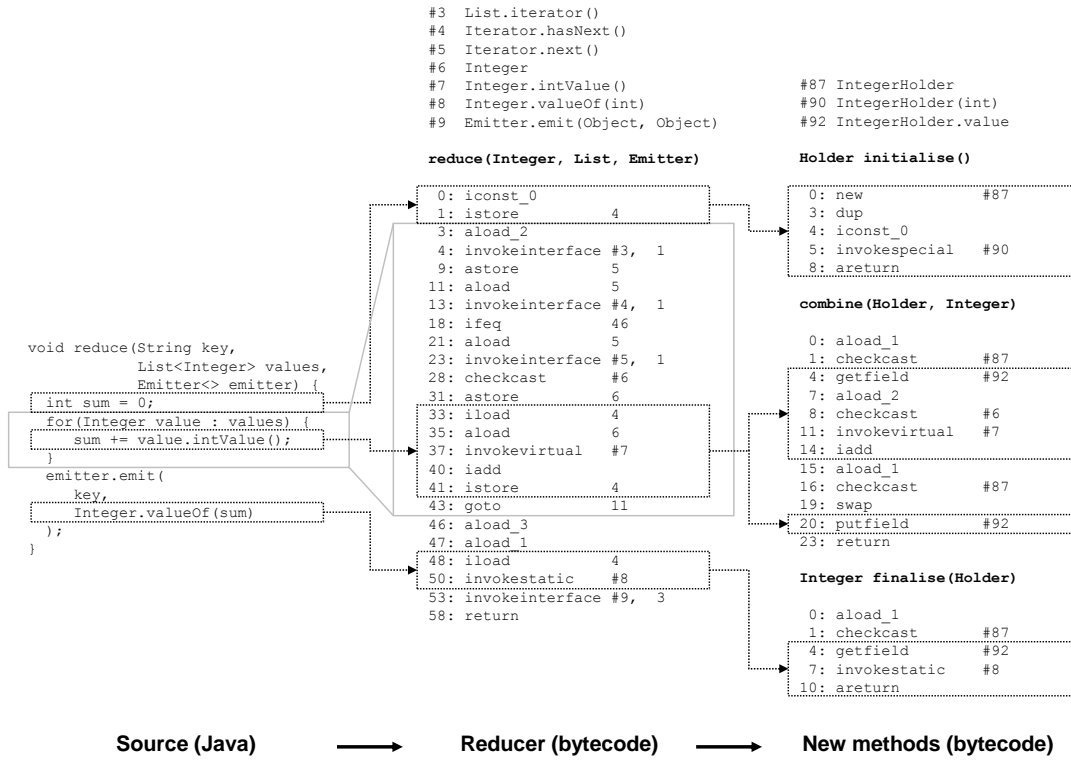 void reduce(String key,
List<Integer> values,
Emitter<> emitter) {
int sum = 0;
for(Integer value : values) {
sum += value.intValue();
}
emitter.emit(
key,
Integer.valueOf(sum)
);
}
#3 List.iterator()
#4 Iterator.hasNext()
#5 Iterator.next()
#6 Integer
#7 Integer.intValue()
#8 Integer.valueOf(int)
#9 Emitter.emit(Object, Object)
reduce(Integer, List, Emitter)
0: iconst_0
1: istore 4
3: aload_2
4: invokeinterface #3, 1
9: astore 5
11: aload 5
13: invokeinterface #4, 1
18: ifeq 46
21: aload 5
23: invokeinterface #5, 1
28: checkcast #6
31: astore 6
33: iload 4
35: aload 6
37: invokevirtual #7
40: iadd
41: istore 4
43: goto 11
46: aload_3
47: aload_1
48: iload 4
50: invokestatic #8
53: invokeinterface #9, 3
58: return
#87 IntegerHolder
#90 IntegerHolder(int)
#92 IntegerHolder.value
Holder initialise()
0: new #87
3: dup
4: iconst_0
5: invokespecial #90
8: areturn
combine(Holder, Integer)
0: aload_1
1: checkcast #87
4: getfield #92
7: aload_2
8: checkcast #6
11: invokevirtual #7
14: iadd
15: aload_1
16: checkcast #87
19: swap
20: putfield #92
23: return
Integer finalise(Holder)
0: aload_1
1: checkcast #87
4: getfield #92
7: invokestatic #8
10: areturn
Source (Java)
Reducer (bytecode)
New methods (bytecode)